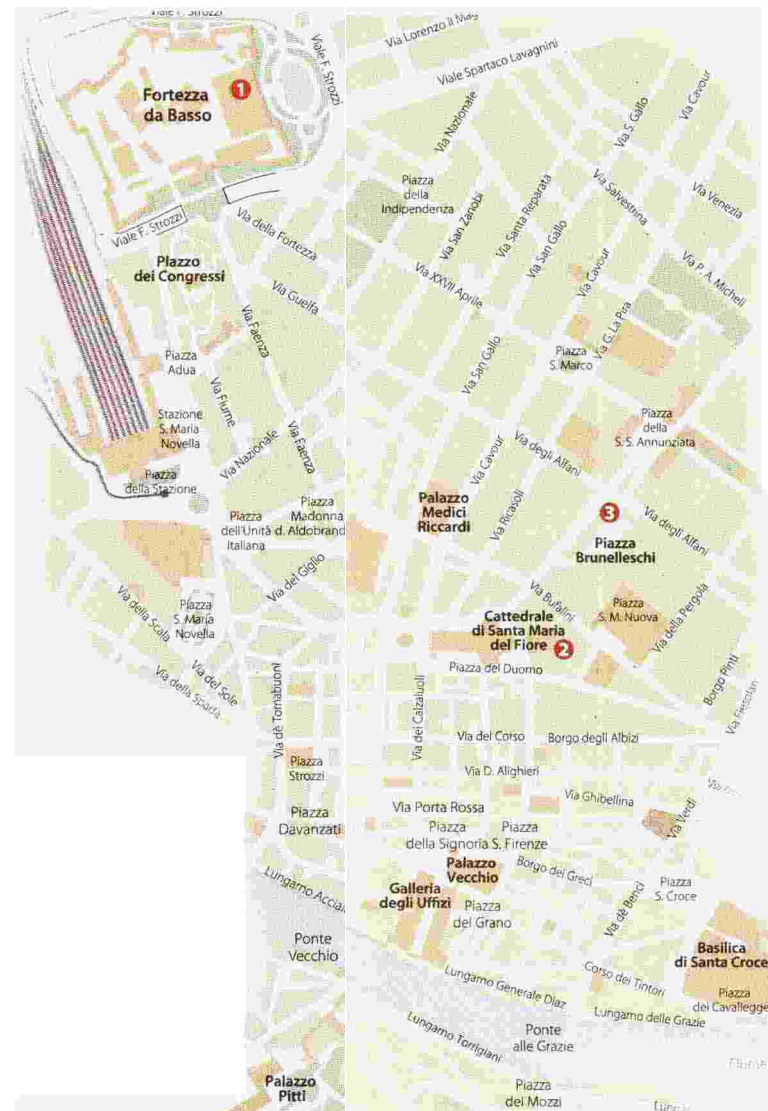 Viale F. Strozzi
Via Lorenzo Il Mag
Viale Spartaco Lavagnini
Viale F. Strozzi
1
Fortezza
da Basso
Via Nazionale
Via S. Gallo
Via Cavour
Piazza
della
Indipendenza
Via San Zanobi
Via Santa Reparata
Via San Gallo
Via Salvestrina
Via Venezia
Viale F. Strozzi
Via della Fortezza
PIazzo
dei Congressi
Via Guelfa
Via XXVII Aprile
Via Cavour
Via P. A. Micheli
Via Faenza
Via G. La Pira
Piazza
Adua
Via San Gallo
Piazza
S. Marco
Via Fiume
Stazione
S. Maria
Novella
Via Nazionale
Via Faenza
Via Cavour
Via degli Alfani
Piazza
della
S. S. Annunziata
Piazza
della Stazione
Palazzo
Medici
Riccardi
Via Ricasoli
3
Via degli Alfani
Piazza
dell'Unità
Italiana
Piazza
Madonna
d. Aldobrand
Piazza
Brunelleschi
Via del Giglio
Via Bufalini
Via della Scala
Piazza
S. Maria
Novella
Cattedrale
di Santa Maria
del Fiore
2
Piazza
S. M. Nuova
Via della Pergola
Via del Sole
Via della Spada
Piazza del Duomo
Borgo Pinti
Via dè Tornabuoni
Via dei Calzaluoli
Via del Corso
Borgo degli Albizi
Piazza
Strozzi
Via D. Alighieri
Via Ghibellina
Via Verdi
Piazza
Davanzati
Via Porta Rossa
Piazza
della Signoria
Piazza
S. Firenze
Palazzo
Vecchio
Borgo dei Greci
Lungarno Acciai
Galleria
degli Uffizi
Piazza
del Grano
Via dè Benci
Piazza
S. Croce
Ponte
Vecchio
Basilica
di Santa Croce
Lungarno Generale Diaz
Corso dei Tintori
Piazza
dei Cavallegge
Lungarno delle Grazie
Lungarno Torrigiani
Ponte
alle Grazie
Palazzo
Pitti
Piazza
dei Mozzi